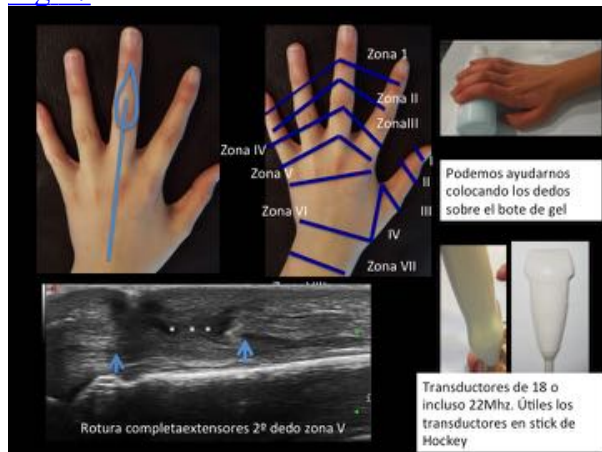 Zona 1
Zona II
ZonaIII
Zona IV
Zona V
Zona VI
Zona VII
I
II
III
IV
Podemos ayudarnos
colocando los dedos
sobre el bote de gel
Rotura completaextensores 2º dedo zona V
Transductores de 18 o
incluso 22Mhz. Útiles los
transductores en stick de
Hockey